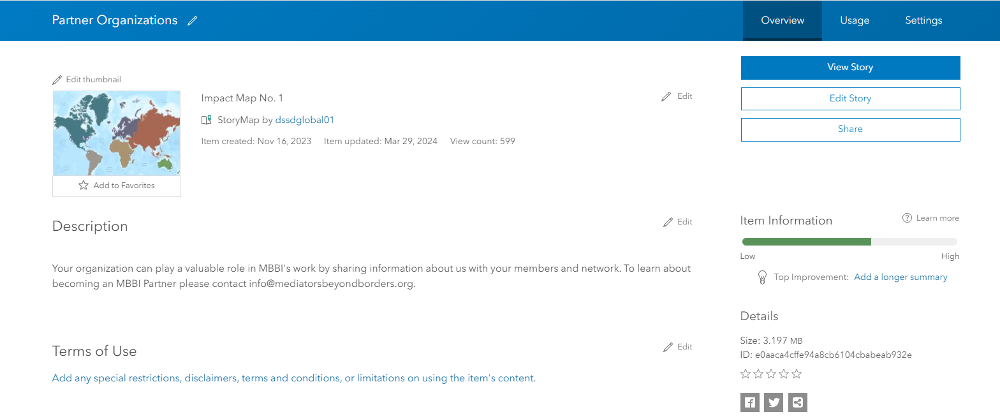 Partner Organizations
Overview
Usage
Settings
Edit thumbnail
Add to Favorites
Impact Map No. 1
Edit
StoryMap by dssdglobal01
Item created: Nov 16, 2023 Item updated: Mar 29, 2024 View count: 599
View Story
Edit Story
Share
Description
Edit
Your organization can play a valuable role in MBBI's work by sharing information about us with your members and network. To learn about
becoming an MBBI Partner please contact info@mediatorsbeyondborders.org.
Terms of Use
Edit
Add any special restrictions, disclaimers, terms and conditions, or limitations on using the item's content.
Item Information
Learn more
Low
High
Top Improvement: Add a longer summary
Details
Size: 3.197 MB
ID: e0aaca4cffe94a8cb6104cbabeab932e